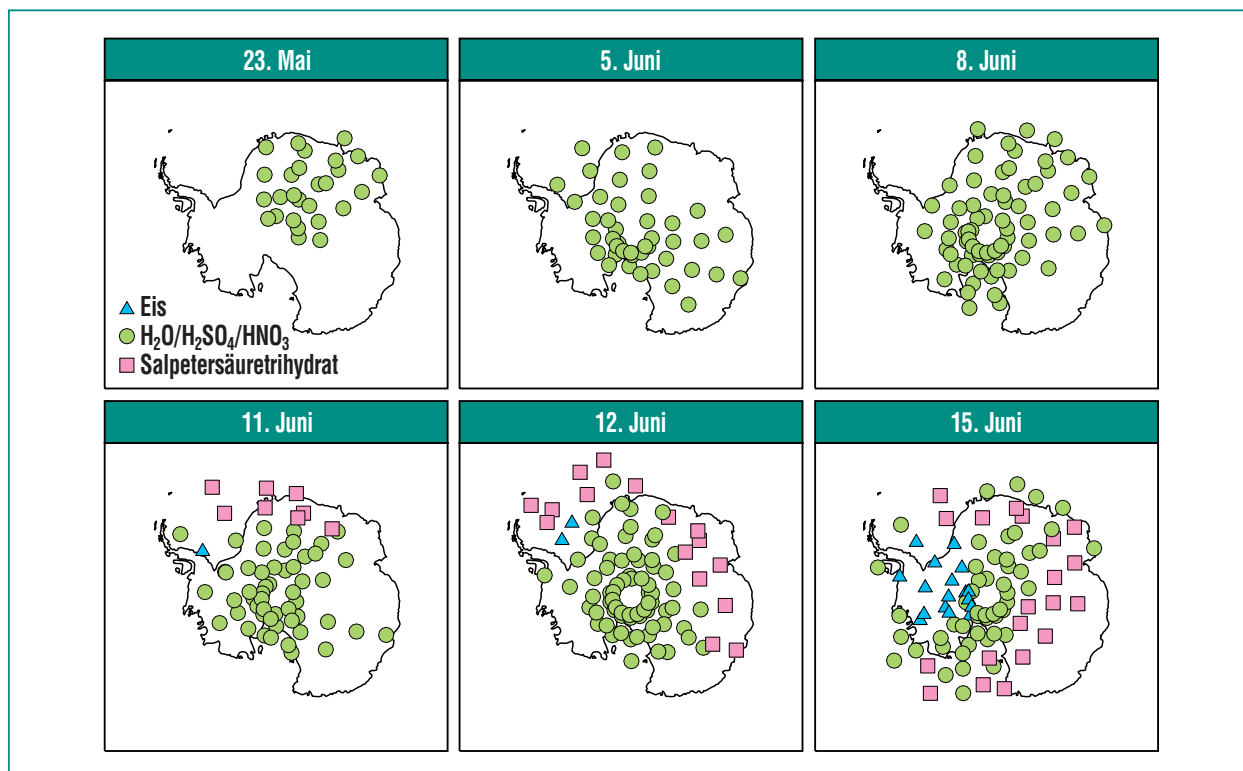 23. Mai
5. Juni
8. Juni
Eis
H₂O/H₂SO₄/HNO₃
Salpetersäuretrihydrat
11. Juni
12. Juni
15. Juni